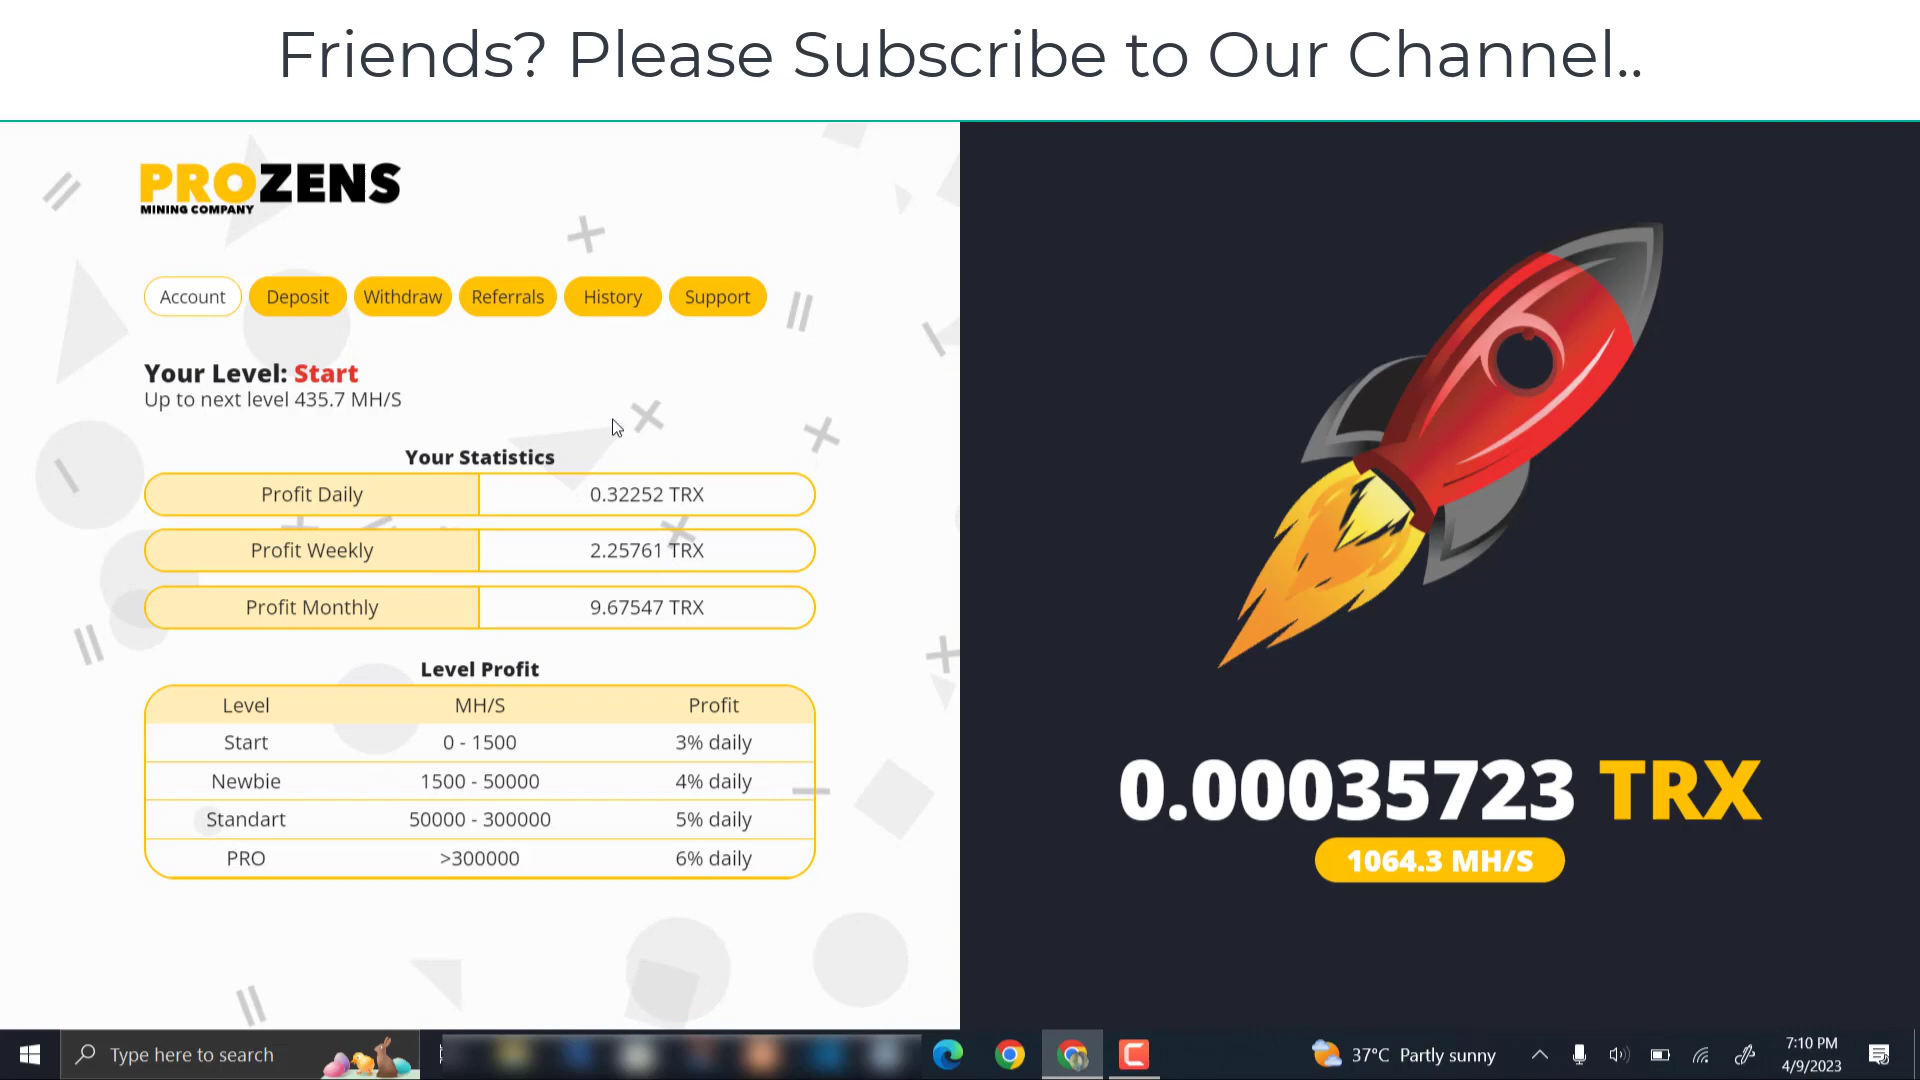 Friends? Please Subscribe to Our Channel..
PROZENS
MINING COMPANY
Account Deposit Withdraw Referrals History Support
Your Level: Start
Up to next level 435.7 MH/S
Your Statistics
Profit Daily 0.32252 TRX
Profit Weekly 2.25761 TRX
Profit Monthly 9.67547 TRX
Level Profit
Level MH/S Profit
Start 0 - 1500 3% daily
Newbie 1500 - 50000 4% daily
Standart 50000 - 300000 5% daily
PRO >300000 6% daily
0.00035723 TRX
1064.3 MH/S
Type here to search
37°C Partly sunny
7:10 PM
4/9/2023